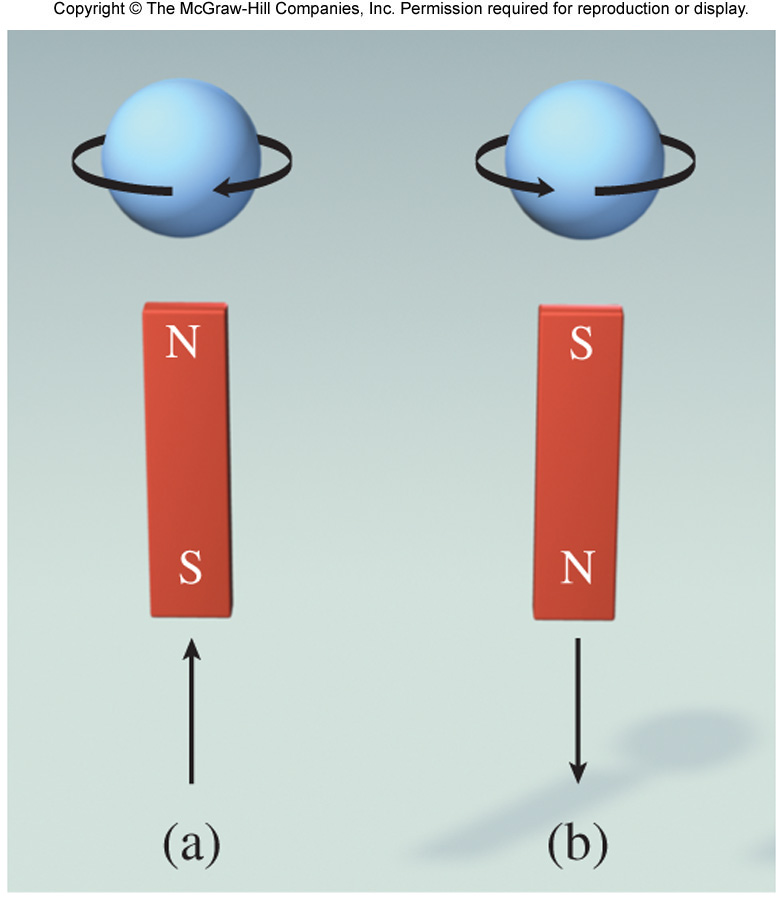 Copyright © The McGraw-Hill Companies, Inc. Permission required for reproduction or display.
N
S
S
N
(a)
(b)